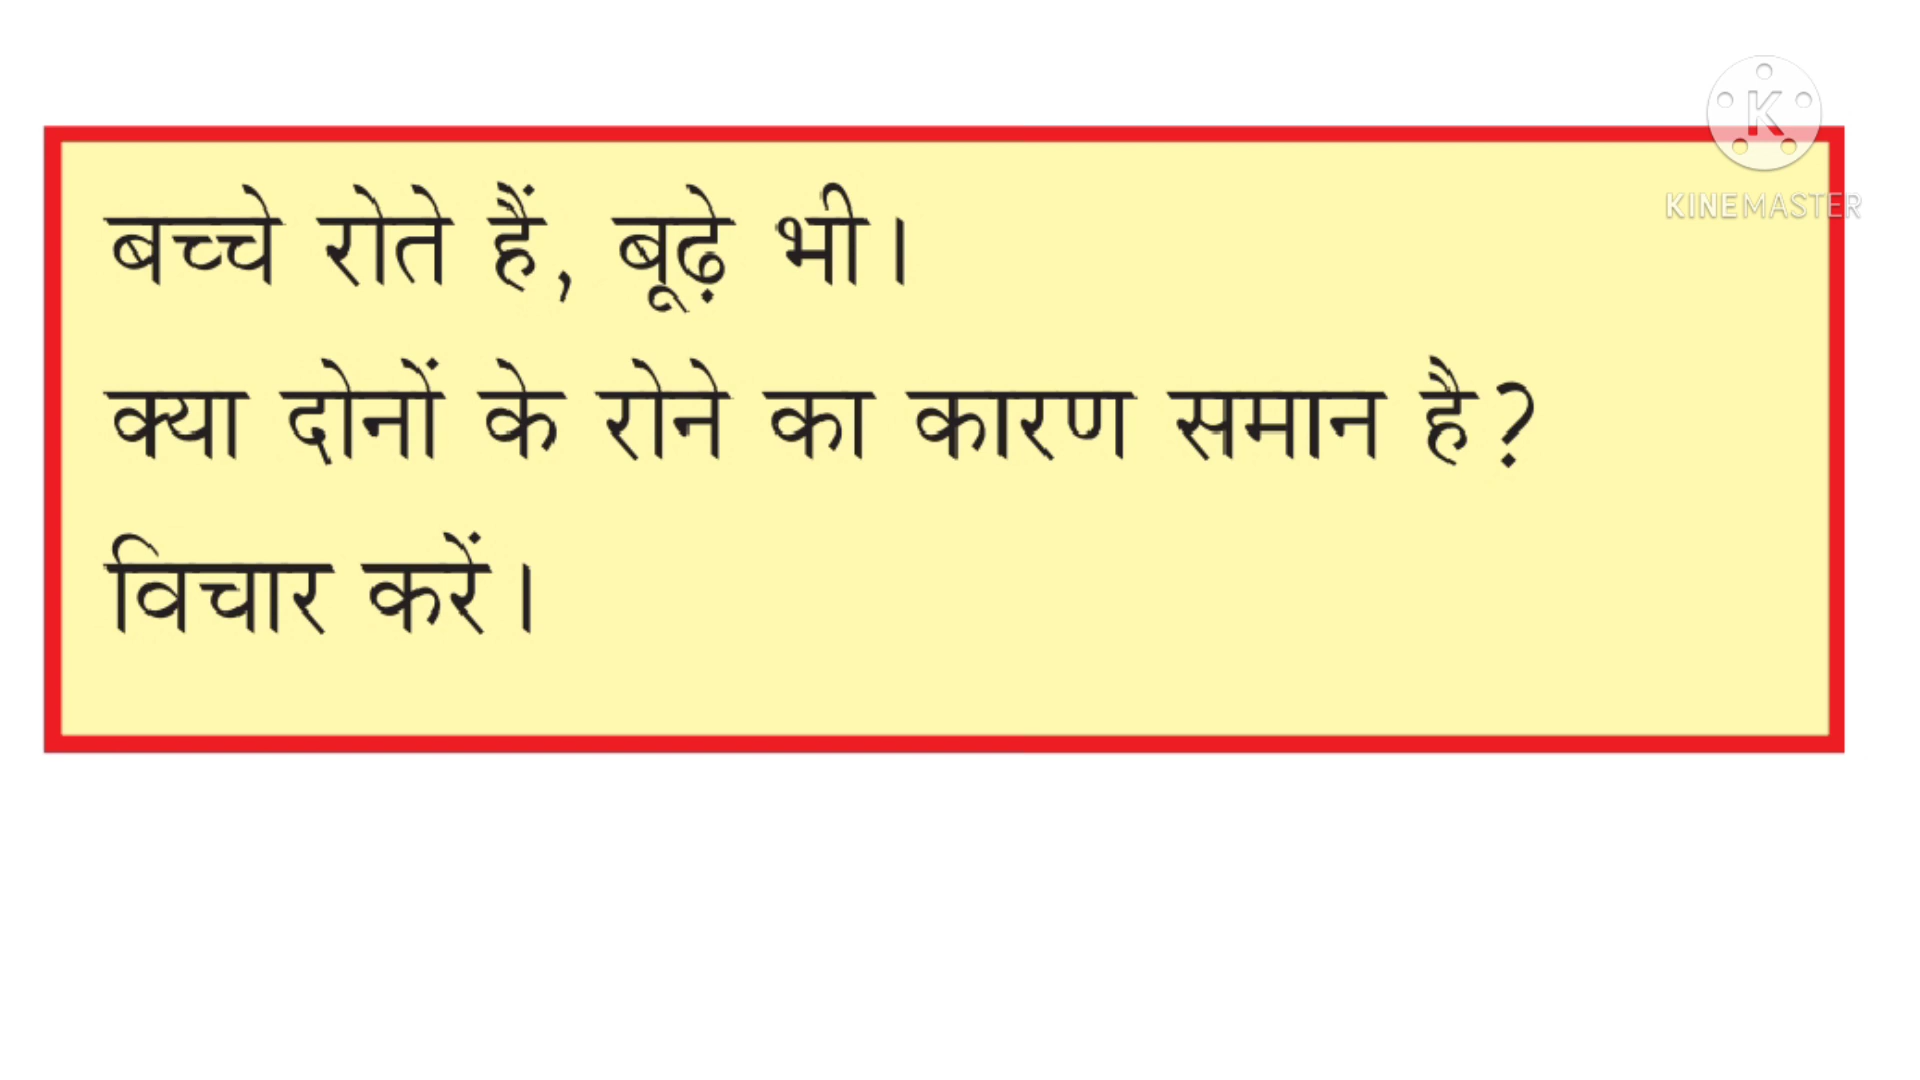 K
KINEMASTER
बच्चे रोते हैं, बूढ़े भी।
क्या दोनों के रोने का कारण समान है?
विचार करें।